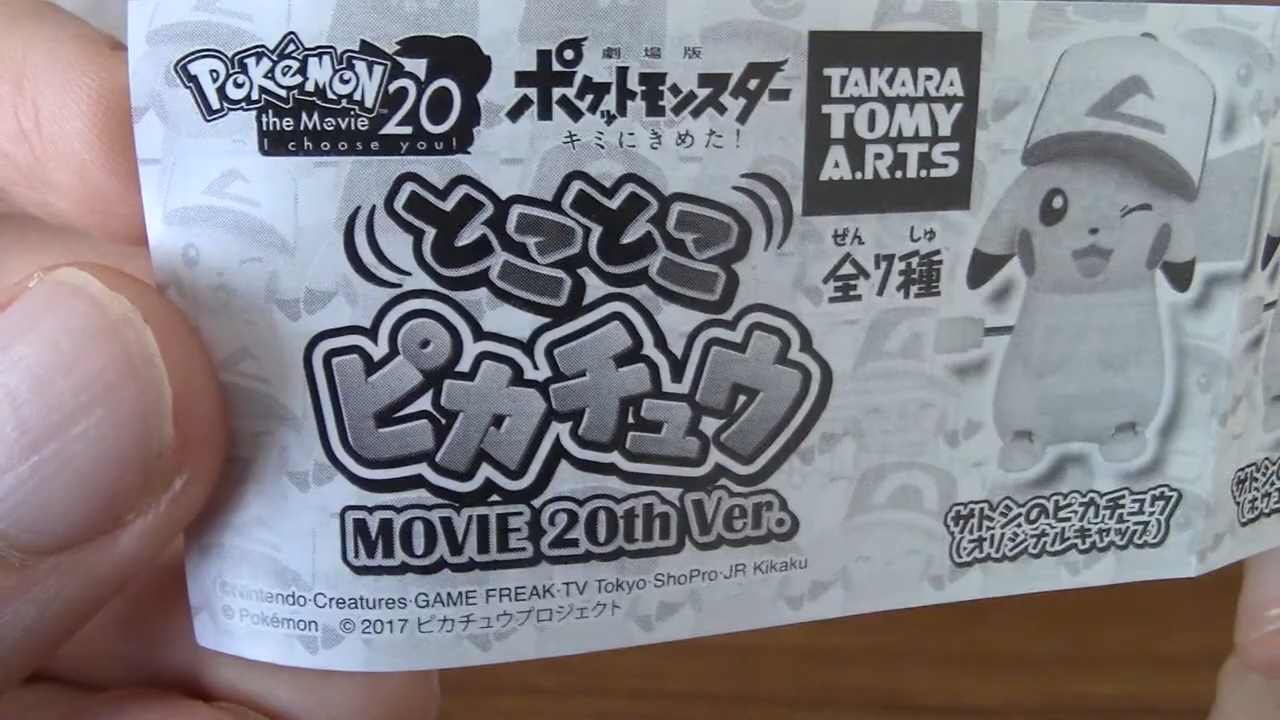 POKéMON
the Movie 20
I choose you!
劇場版
ポケットモンスター
キミにきめた!
TAKARA
TOMY
A.R.T.S
とことこ
ピカチュウ
MOVIE 20th Ver.
ぜん しゅ
全7種
サトシのピカチュウ
(オリジナルキャップ)
©Nintendo·Creatures·GAME FREAK·TV Tokyo·ShoPro·JR Kikaku
© Pokémon © 2017 ピカチュウプロジェクト